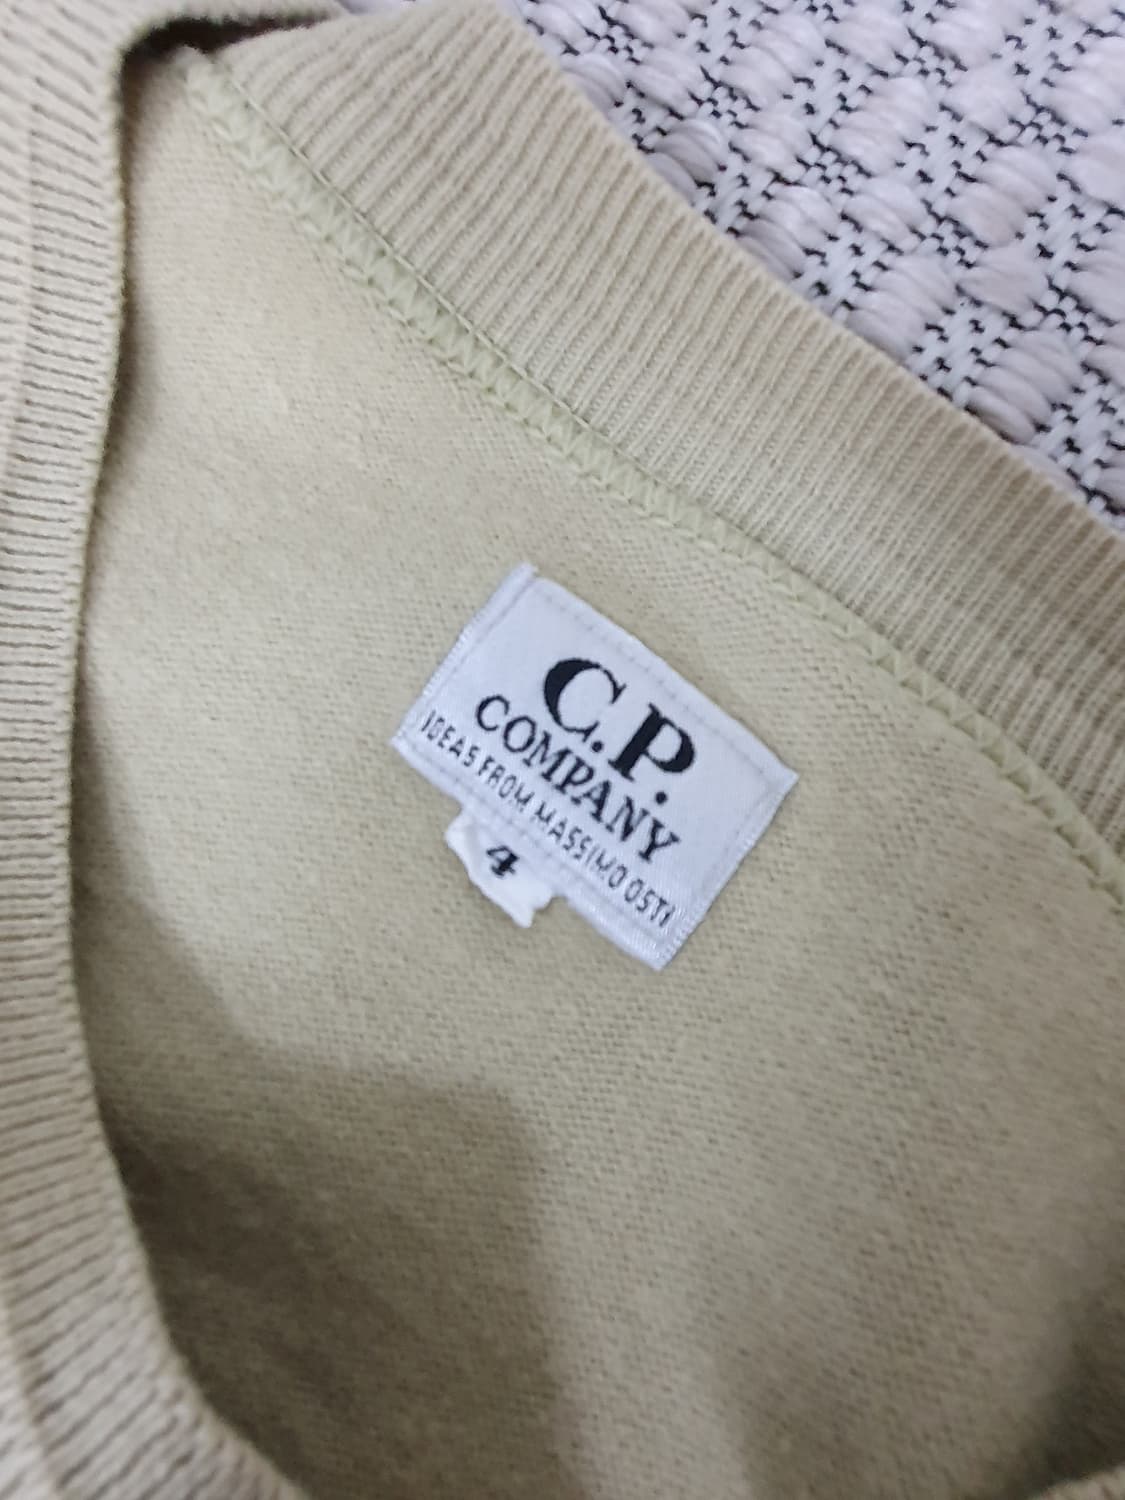 C.P.
COMPANY
IDEAS FROM MASSIMO OSTI
4